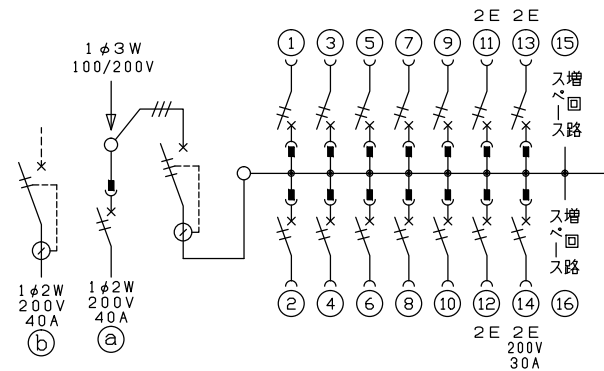 1φ3W
100/200V
1φ2W
200V
40A
ⓑ
1φ2W
200V
40A
ⓐ
2E 2E
① ③ ⑤ ⑦ ⑨ ⑪ ⑬ ⑮
増回路
スペース
増回路
スペース
② ④ ⑥ ⑧ ⑩ ⑫ ⑭ ⑯
2E 2E
200V
30A